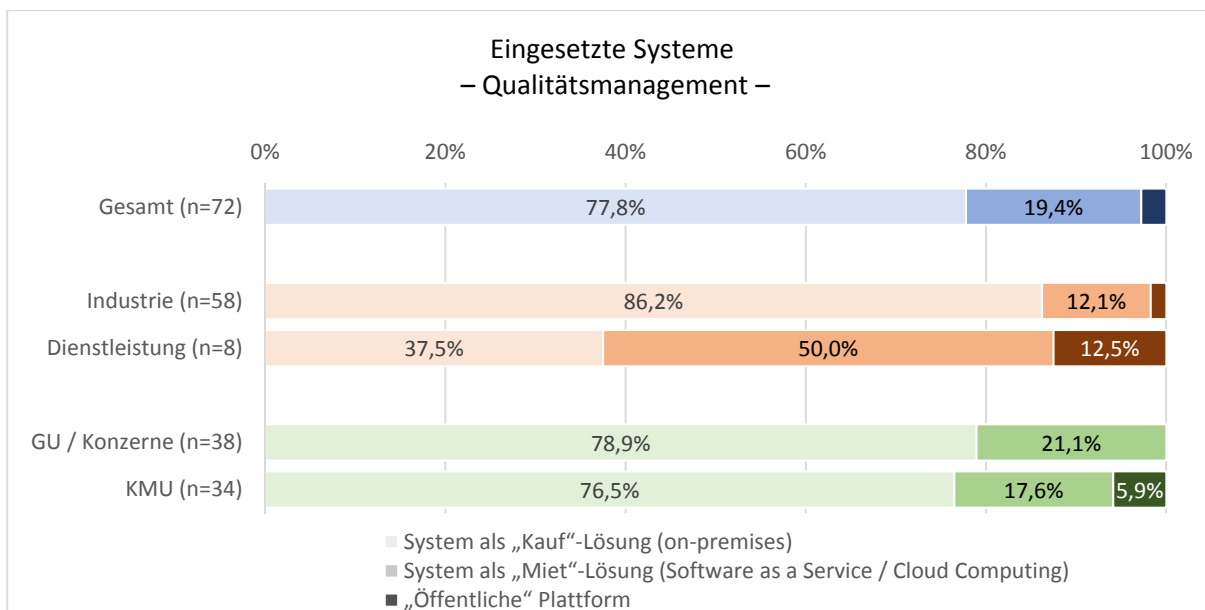 Eingesetzte Systeme
– Qualitätsmanagement –
0% 20% 40% 60% 80% 100%
Gesamt (n=72) 77,8% 19,4%
Industrie (n=58) 86,2% 12,1%
Dienstleistung (n=8) 37,5% 50,0% 12,5%
GU / Konzerne (n=38) 78,9% 21,1%
KMU (n=34) 76,5% 17,6% 5,9%
System als „Kauf“-Lösung (on-premises)
System als „Miet“-Lösung (Software as a Service / Cloud Computing)
„Öffentliche“ Plattform